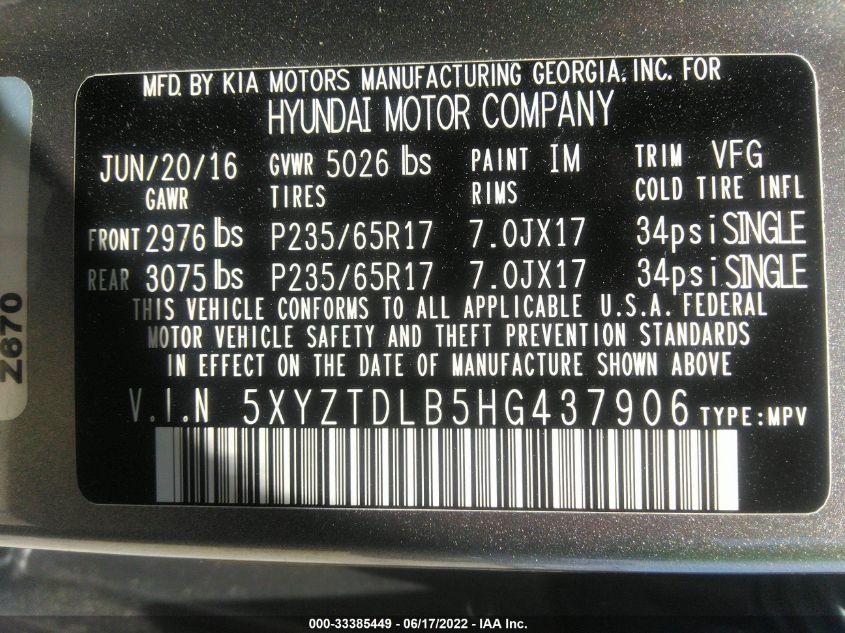 MFD. BY KIA MOTORS MANUFACTURING GEORGIA, INC. FOR
HYUNDAI MOTOR COMPANY
JUN/20/16 GVWR 5026 lbs PAINT IM TRIM VFG
GAWR TIRES RIMS COLD TIRE INFL
FRONT 2976 lbs P235/65R17 7.0JX17 34psi SINGLE
REAR 3075 lbs P235/65R17 7.0JX17 34psi SINGLE
THIS VEHICLE CONFORMS TO ALL APPLICABLE U.S.A. FEDERAL
MOTOR VEHICLE SAFETY AND THEFT PREVENTION STANDARDS
IN EFFECT ON THE DATE OF MANUFACTURE SHOWN ABOVE
V.I.N 5XYZTDLB5HG437906 TYPE:MPV
Z670
000-33385449 - 06/17/2022 - IAA Inc.